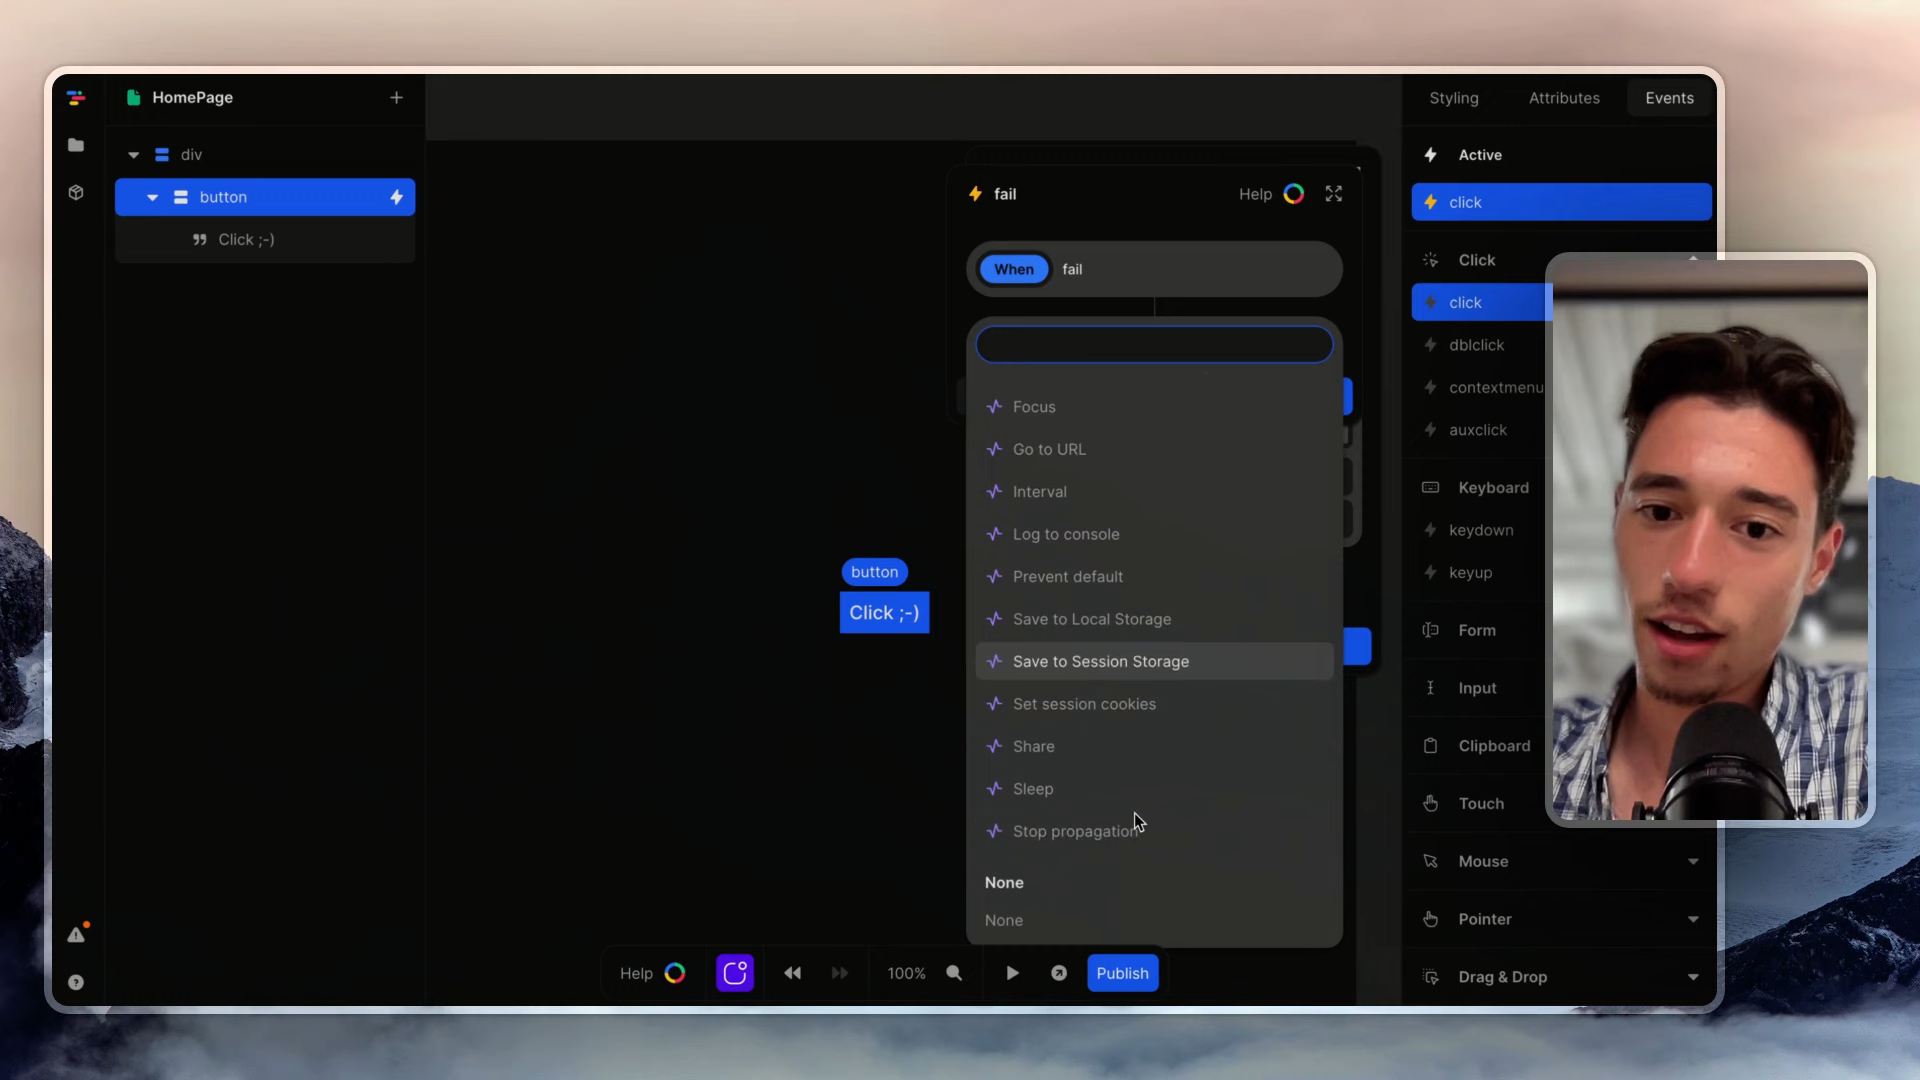 HomePage
div
button
Click ;-)
button
Click ;-)
fail
Help
When
fail
Focus
Go to URL
Interval
Log to console
Prevent default
Save to Local Storage
Save to Session Storage
Set session cookies
Share
Sleep
Stop propagation
None
None
Help
100%
Publish
Styling
Attributes
Events
Active
click
Click
click
dblclick
contextmenu
auxclick
Keyboard
keydown
keyup
Form
Input
Clipboard
Touch
Mouse
Pointer
Drag & Drop